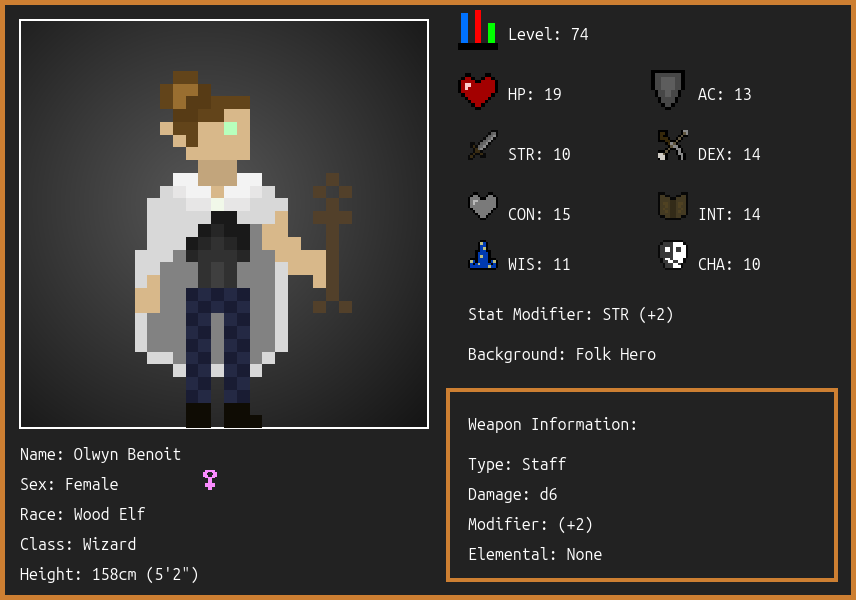 Level: 74
HP: 19
AC: 13
STR: 10
DEX: 14
CON: 15
INT: 14
WIS: 11
CHA: 10
Stat Modifier: STR (+2)
Background: Folk Hero
Weapon Information:
Type: Staff
Damage: d6
Modifier: (+2)
Elemental: None
Name: Olwyn Benoit
Sex: Female
Race: Wood Elf
Class: Wizard
Height: 158cm (5'2")